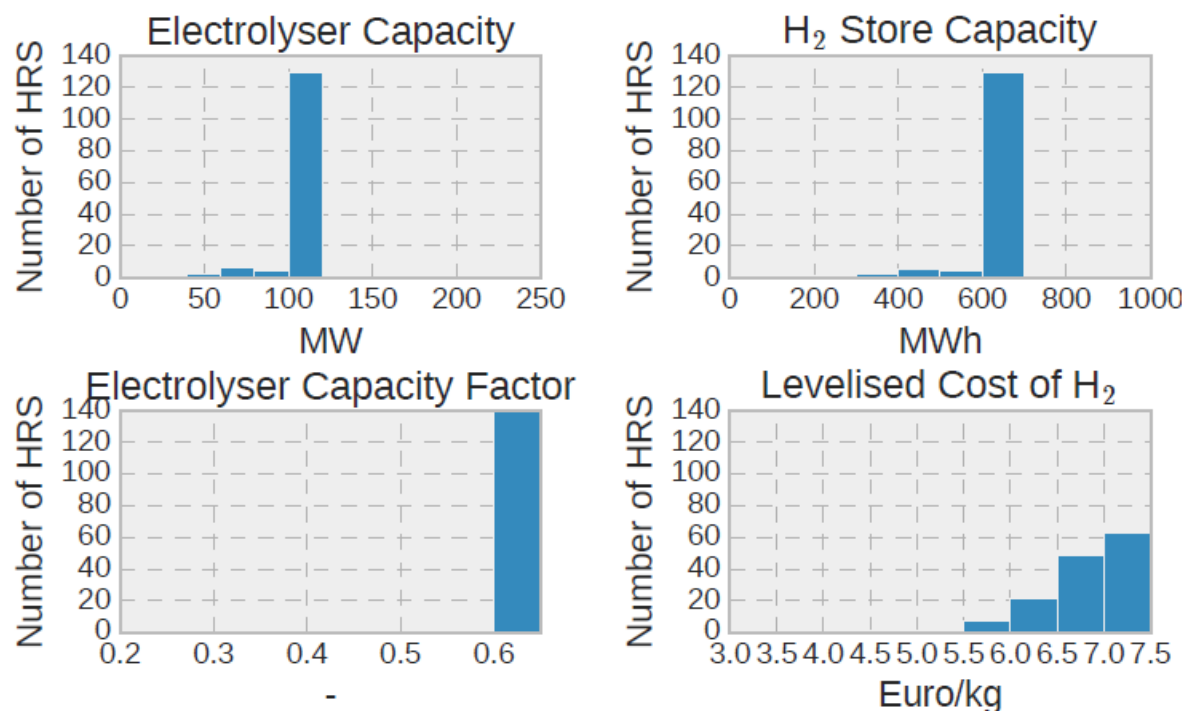 Electrolyser Capacity
Number of HRS
140
120
100
80
60
40
20
0
0 50 100 150 200 250
MW
H₂ Store Capacity
Number of HRS
140
120
100
80
60
40
20
0
0 200 400 600 800 1000
MWh
Electrolyser Capacity Factor
Number of HRS
140
120
100
80
60
40
20
0
0.2 0.3 0.4 0.5 0.6
-
Levelised Cost of H₂
Number of HRS
140
120
100
80
60
40
20
0
3.0 3.5 4.0 4.5 5.0 5.5 6.0 6.5 7.0 7.5
Euro/kg